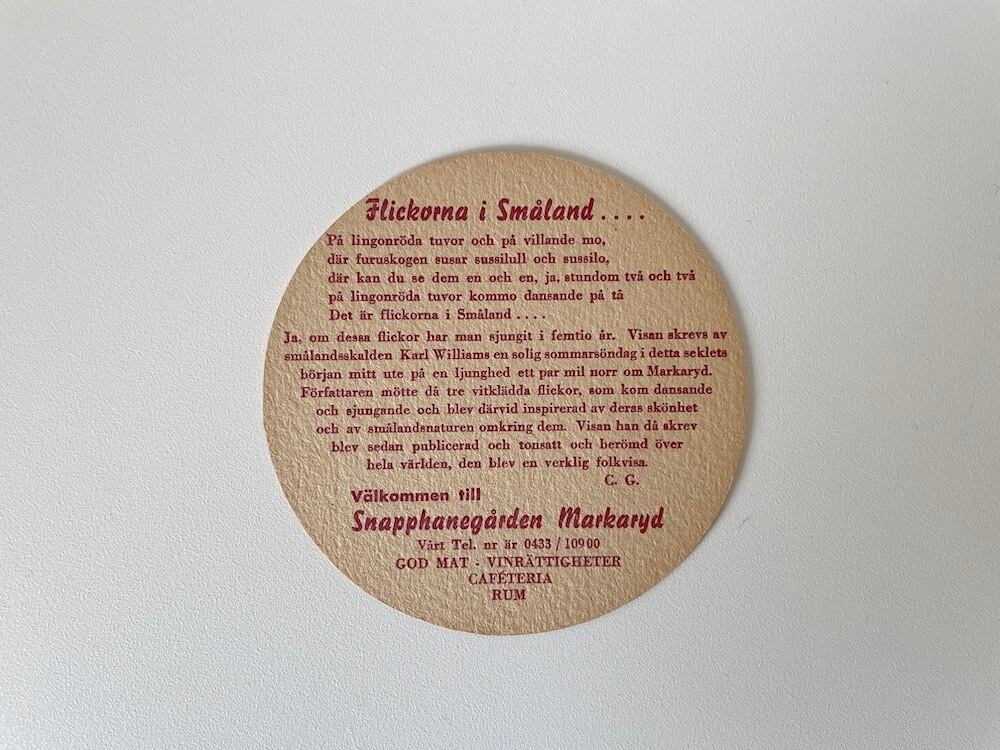 Flickorna i Småland....
På lingonröda tuvor och på villande mo,
där furuskogen susar sussilull och sussilo,
där kan du se dem en och en, ja, stundom två och två
på lingonröda tuvor kommo dansande på tå
Det är flickorna i Småland....
Ja, om dessa flickor har man sjungit i femtio år. Visan skrevs av
smålandsskalden Karl Williams en solig sommarsöndag i detta seklets
början mitt ute på en ljunghed ett par mil norr om Markaryd.
Författaren mötte då tre vitklädda flickor, som kom dansande
och sjungande och blev därvid inspirerad av deras skönhet
och av smålandsnaturen omkring dem. Visan han då skrev
blev sedan publicerad och tonsatt och berömd över
hela världen, den blev en verklig folkvisa.
C. G.
Välkommen till
Snapphanegården Markaryd
Vårt Tel. nr är 0433 / 109 00
GOD MAT - VINRÄTTIGHETER
CAFÉTERIA
RUM